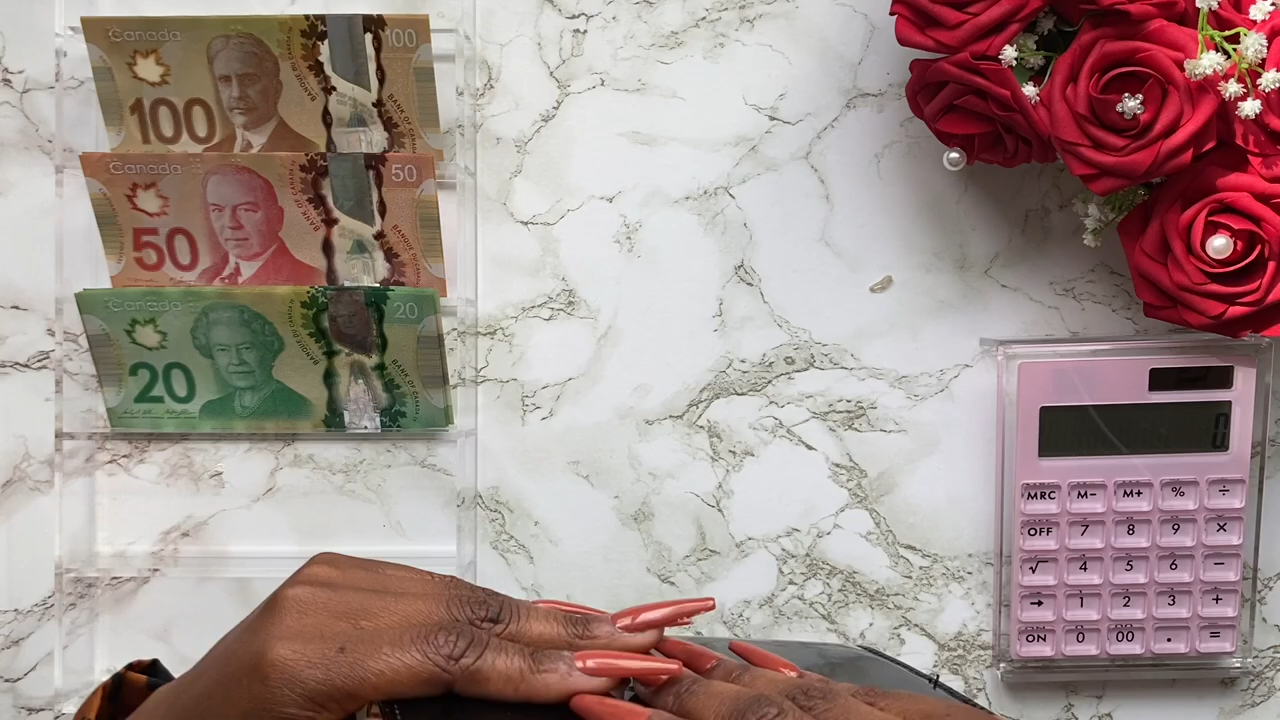 Canada
100
100
BANQUE DU CANADA
BANK OF CANADA
Canada
50
50
BANK OF
BANQUE DU CANADA
Canada
20
20
BANQUE DU CANADA
BANK OF CANADA
0
MRC M- M+ % ÷
OFF 7 8 9 ×
√ 4 5 6 −
→ 1 2 3 +
ON 0 00 . =